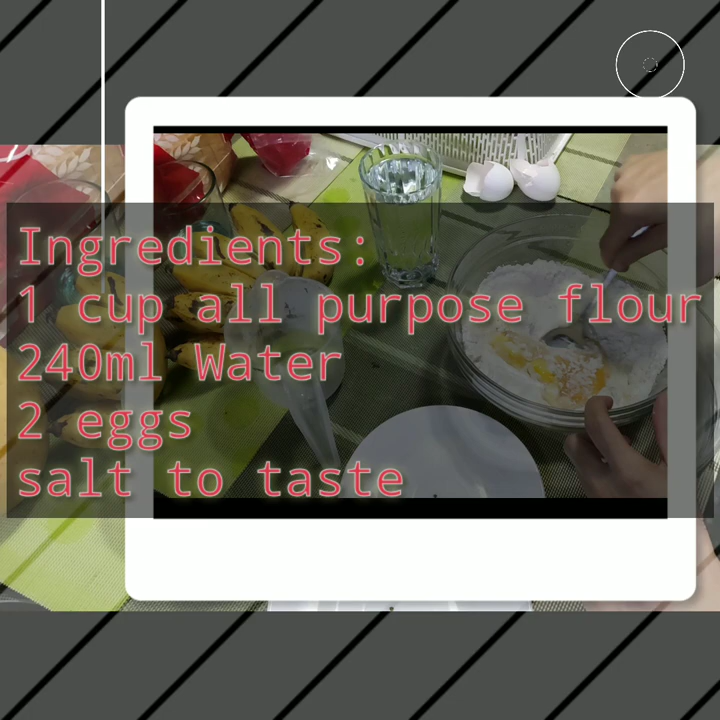 Ingredients:
1 cup all purpose flour
240ml Water
2 eggs
salt to taste